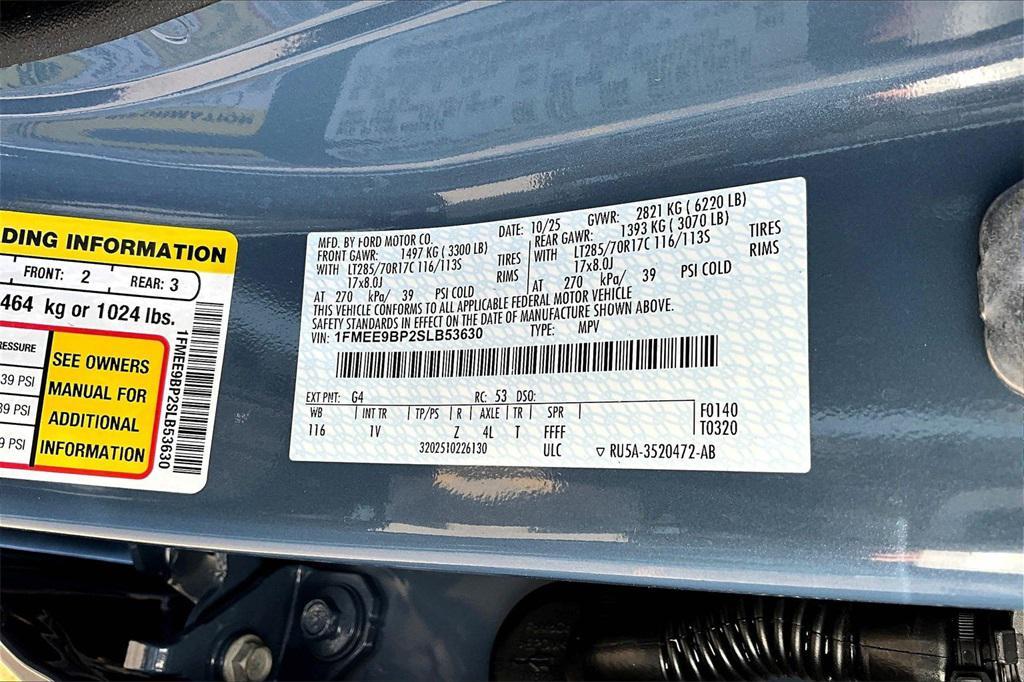 DING INFORMATION
FRONT: 2 REAR: 3
464 kg or 1024 lbs.
RESSURE
39 PSI
39 PSI
9 PSI
SEE OWNERS
MANUAL FOR
ADDITIONAL
INFORMATION
1FMEE9BP2SLB53630
MFD. BY FORD MOTOR CO. DATE: 10/25 GVWR: 2821 KG ( 6220 LB)
FRONT GAWR: 1497 KG ( 3300 LB) REAR GAWR: 1393 KG ( 3070 LB)
WITH LT285/70R17C 116/113S TIRES WITH LT285/70R17C 116/113S TIRES
17x8.0J RIMS 17x8.0J RIMS
AT 270 kPa/ 39 PSI COLD AT 270 kPa/ 39 PSI COLD
THIS VEHICLE CONFORMS TO ALL APPLICABLE FEDERAL MOTOR VEHICLE
SAFETY STANDARDS IN EFFECT ON THE DATE OF MANUFACTURE SHOWN ABOVE.
VIN: 1FMEE9BP2SLB53630 TYPE: MPV
EXT PNT: G4 RC: 53 DSO:
WB INT TR TP/PS R AXLE TR SPR F0140
116 1V Z 4L T FFFF T0320
3202510226130 ULC ▽ RU5A-3520472-AB